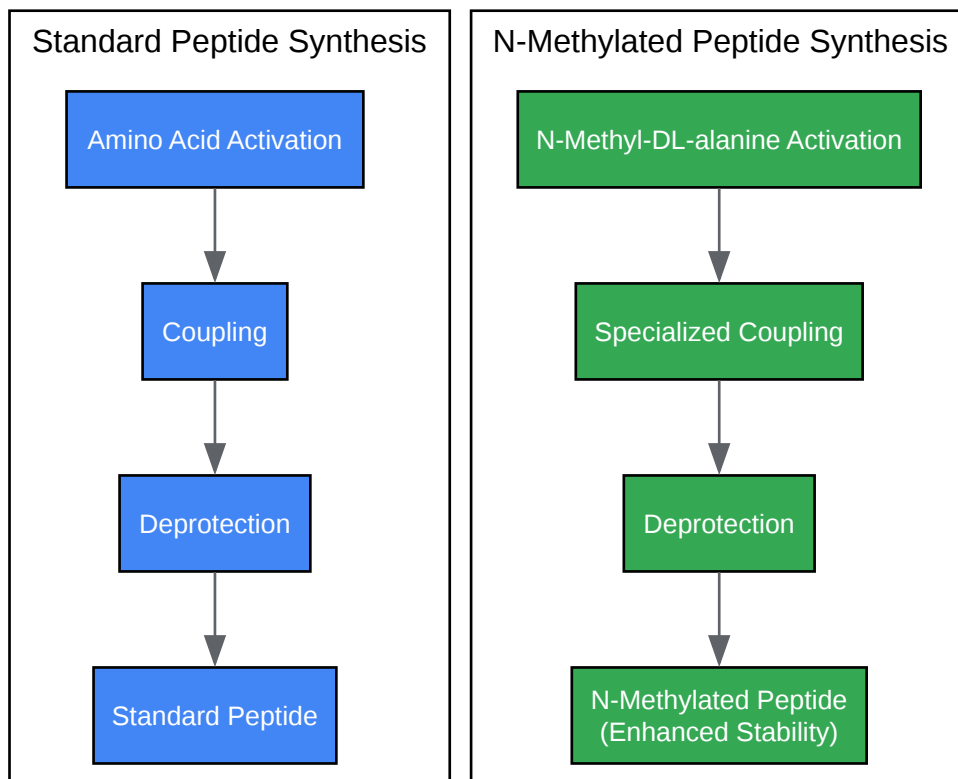 Standard Peptide Synthesis
Amino Acid Activation
Coupling
Deprotection
Standard Peptide
N-Methylated Peptide Synthesis
N-Methyl-DL-alanine Activation
Specialized Coupling
Deprotection
N-Methylated Peptide
(Enhanced Stability)